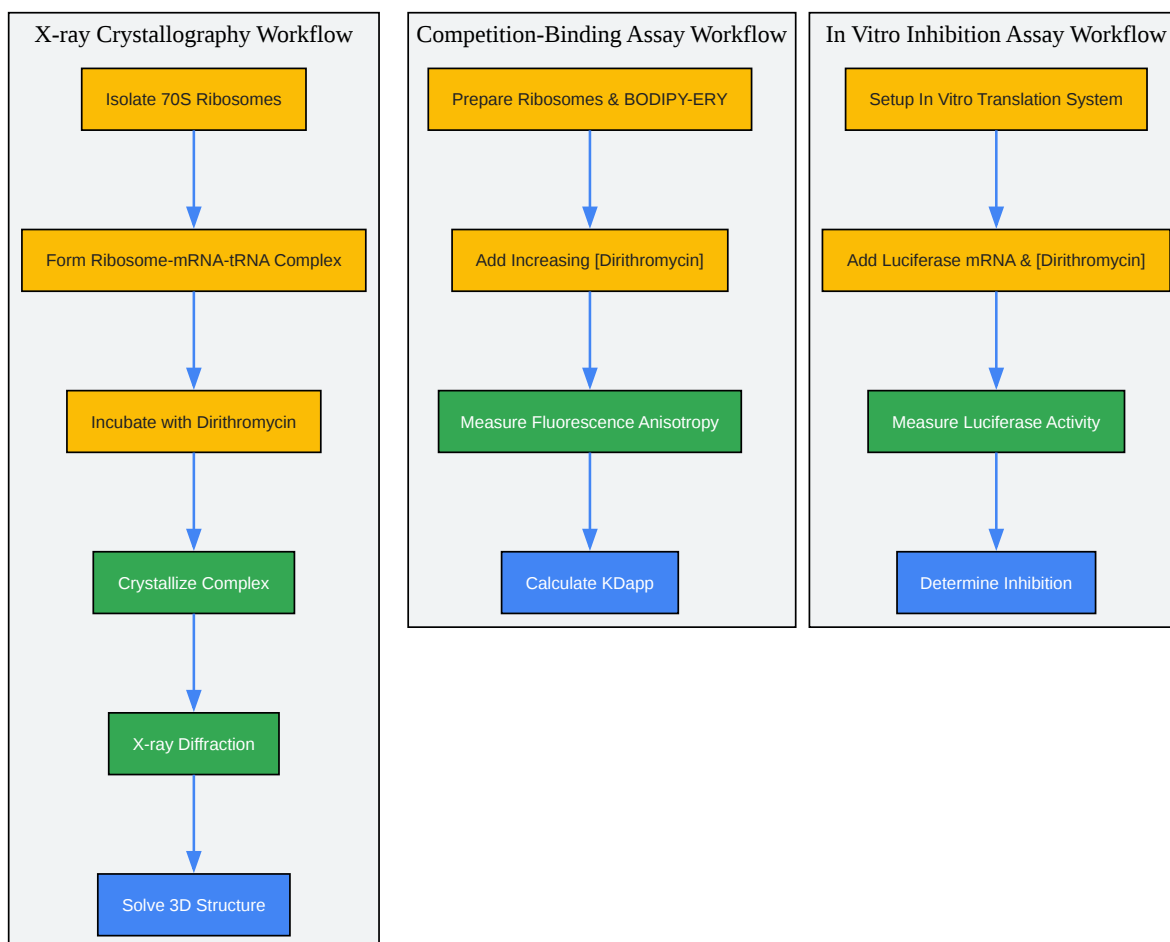 X-ray Crystallography Workflow
Isolate 70S Ribosomes
Form Ribosome-mRNA-tRNA Complex
Incubate with Dirithromycin
Crystallize Complex
X-ray Diffraction
Solve 3D Structure
Competition-Binding Assay Workflow
Prepare Ribosomes & BODIPY-ERY
Add Increasing [Dirithromycin]
Measure Fluorescence Anisotropy
Calculate KDapp
In Vitro Inhibition Assay Workflow
Setup In Vitro Translation System
Add Luciferase mRNA & [Dirithromycin]
Measure Luciferase Activity
Determine Inhibition